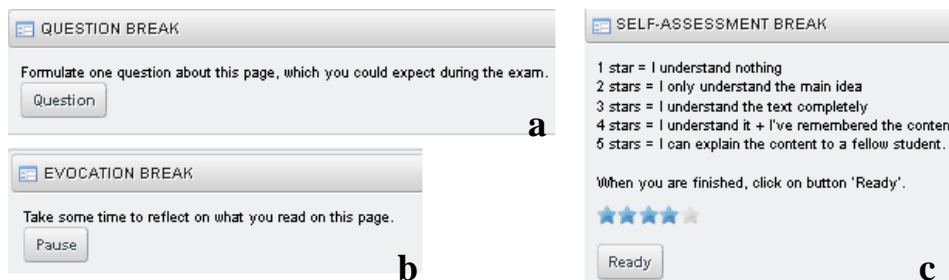 QUESTION BREAK
Formulate one question about this page, which you could expect during the exam.
Question
a
EVOCATION BREAK
Take some time to reflect on what you read on this page.
Pause
b
SELF-ASSESSMENT BREAK
1 star = I understand nothing
2 stars = I only understand the main idea
3 stars = I understand the text completely
4 stars = I understand it + I've remembered the conten
5 stars = I can explain the content to a fellow student.
When you are finished, click on button 'Ready'.
Ready
c